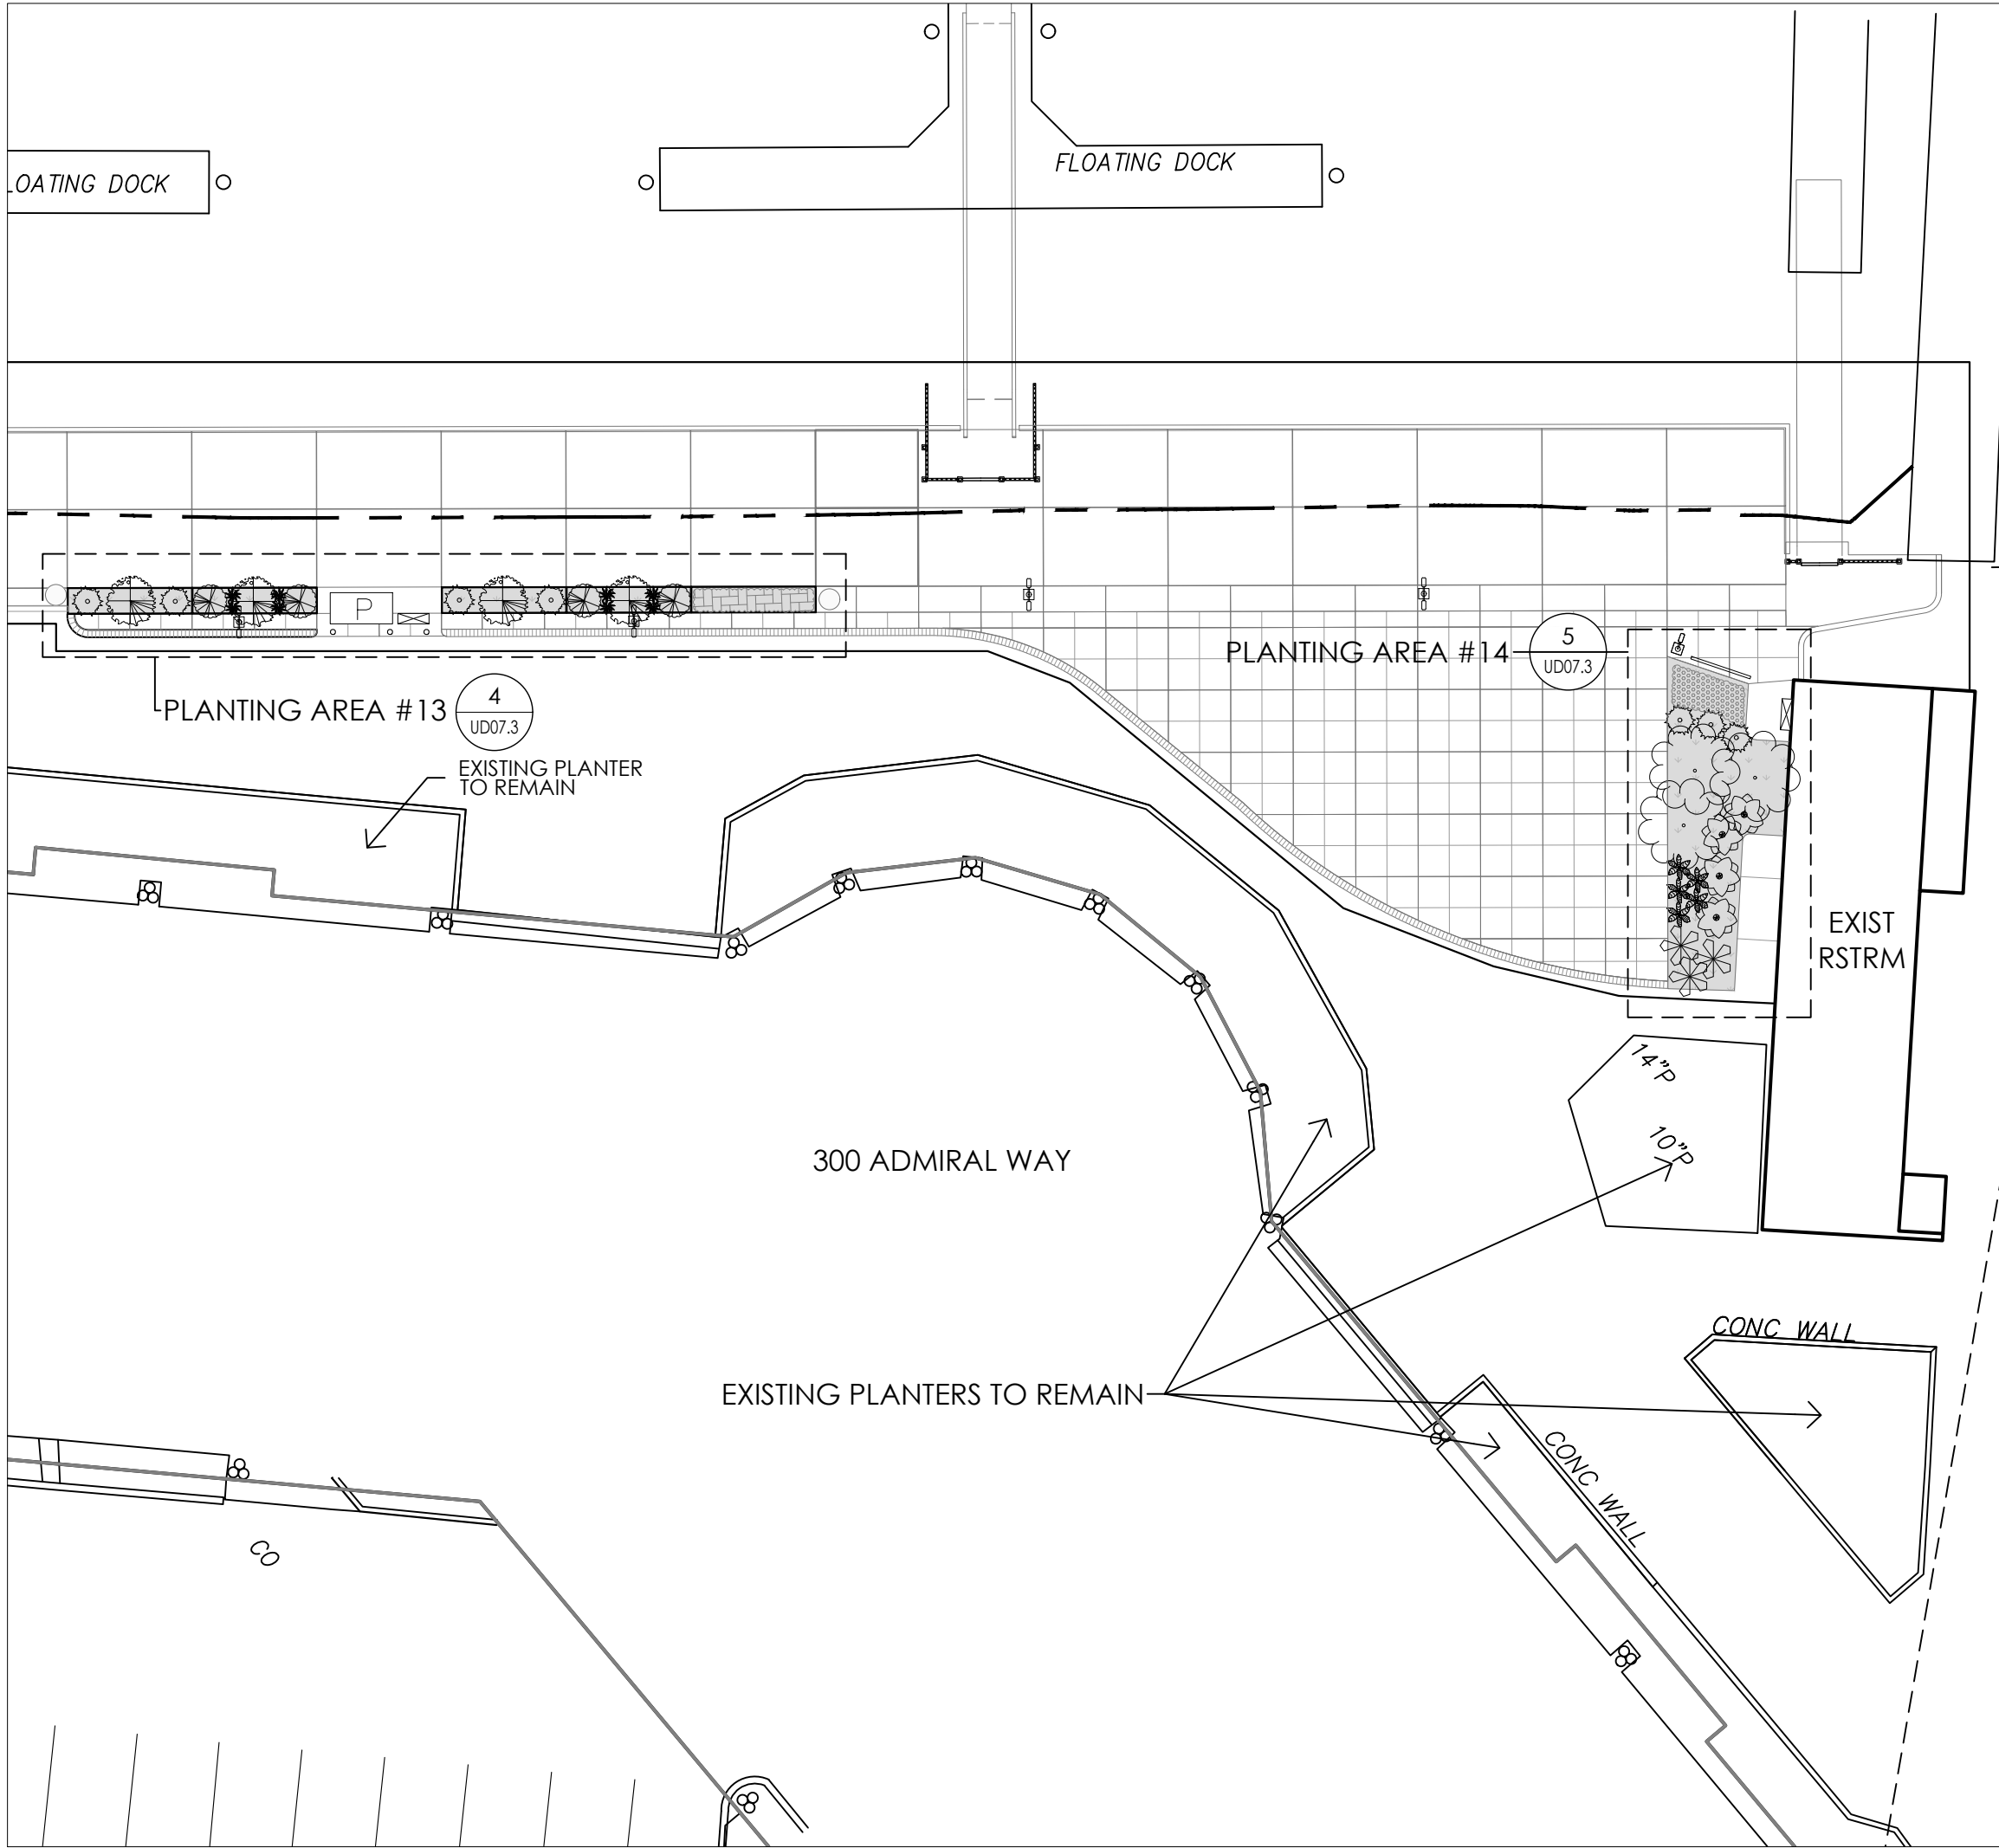 FLOATING DOCK
LOATING DOCK
P
PLANTING AREA #14
5
UD07.3
PLANTING AREA #13
4
UD07.3
EXISTING PLANTER
TO REMAIN
EXIST
RSTRM
14"P
10"P
300 ADMIRAL WAY
CONC WALL
EXISTING PLANTERS TO REMAIN
CONC WALL
CO